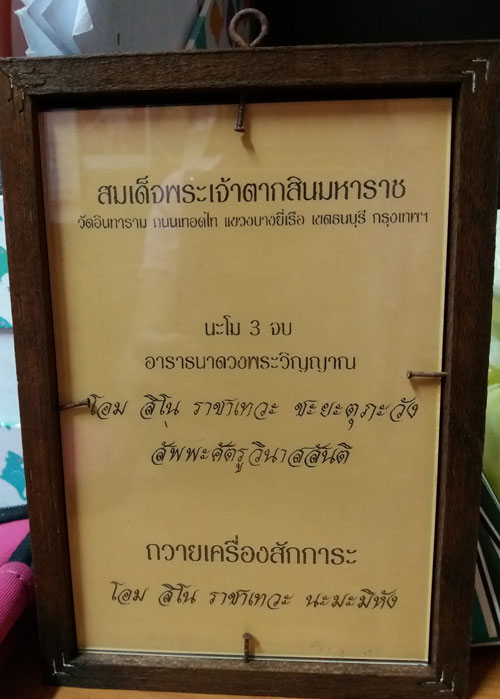 สมเด็จพระเจ้าตากสินมหาราช
วัดอินทาราม ถนนเทอดไท แขวงบางยี่เรือ เขตธนบุรี กรุงเทพฯ
นะโม 3 จบ
อาราธนาดวงพระวิญญาณ
โอม สิโน ราชาเทวะ ชะยะตุภะวัง
สัพพะศัตรูวินาสสันติ
ถวายเครื่องสักการะ
โอม สิโน ราชาเทวะ นะมะมิหัง